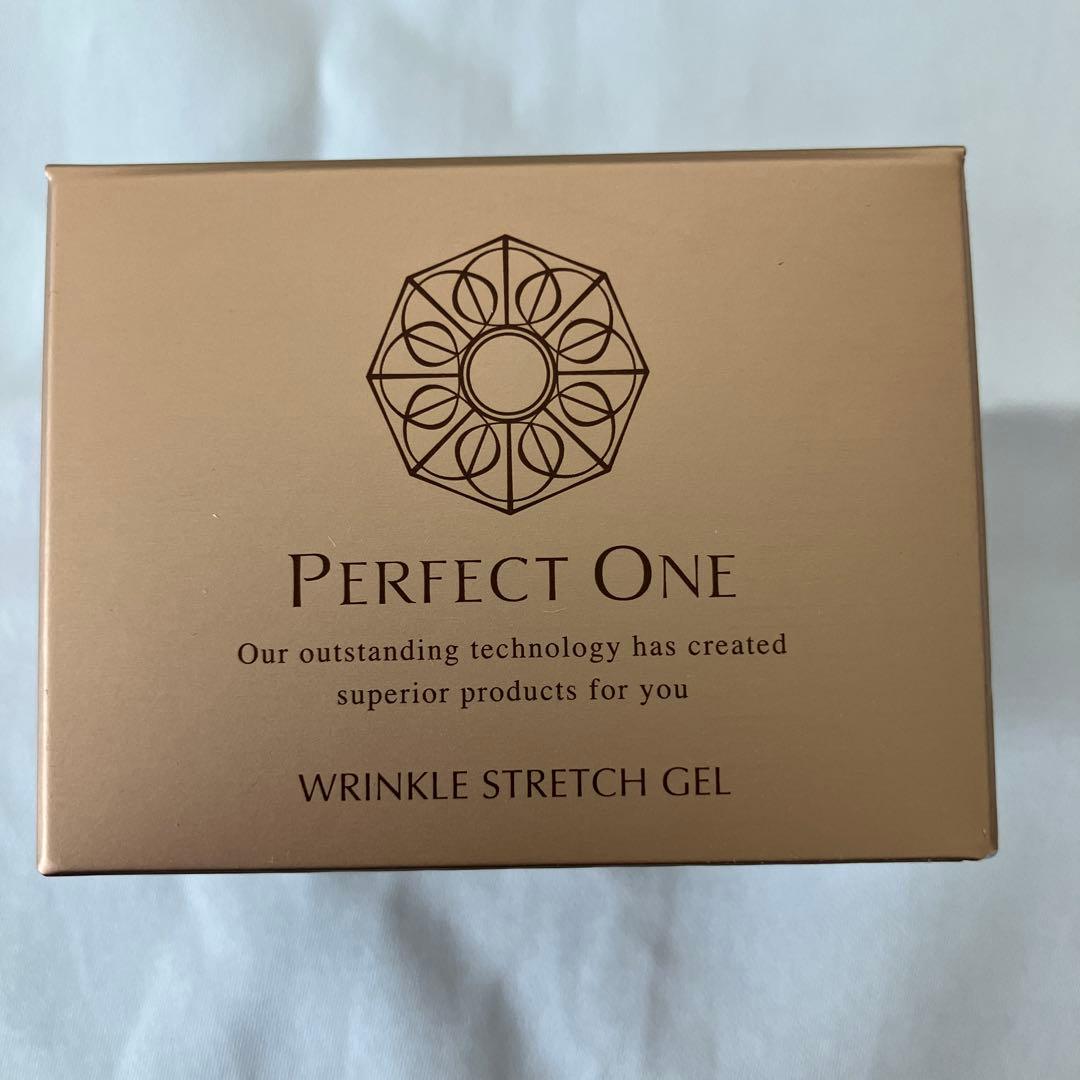 PERFECT ONE
Our outstanding technology has created
superior products for you
WRINKLE STRETCH GEL